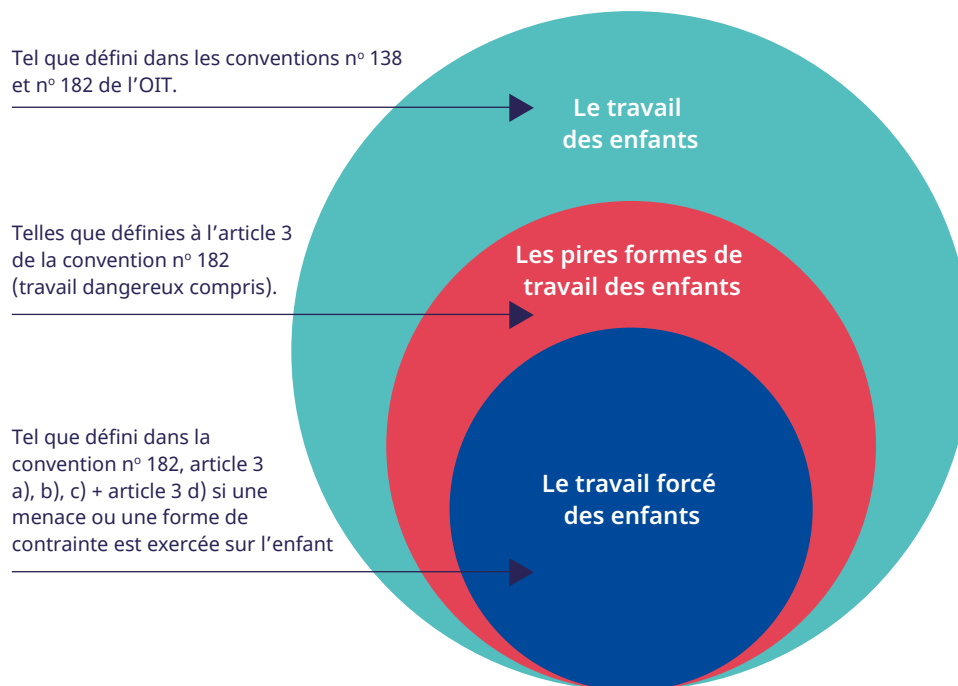 Tel que défini dans les conventions nº 138
et nº 182 de l’OIT.
Le travail
des enfants
Telles que définies à l’article 3
de la convention nº 182
(travail dangereux compris).
Les pires formes de
travail des enfants
Tel que défini dans la
convention nº 182, article 3
a), b), c) + article 3 d) si une
menace ou une forme de
contrainte est exercée sur l’enfant
Le travail forcé
des enfants